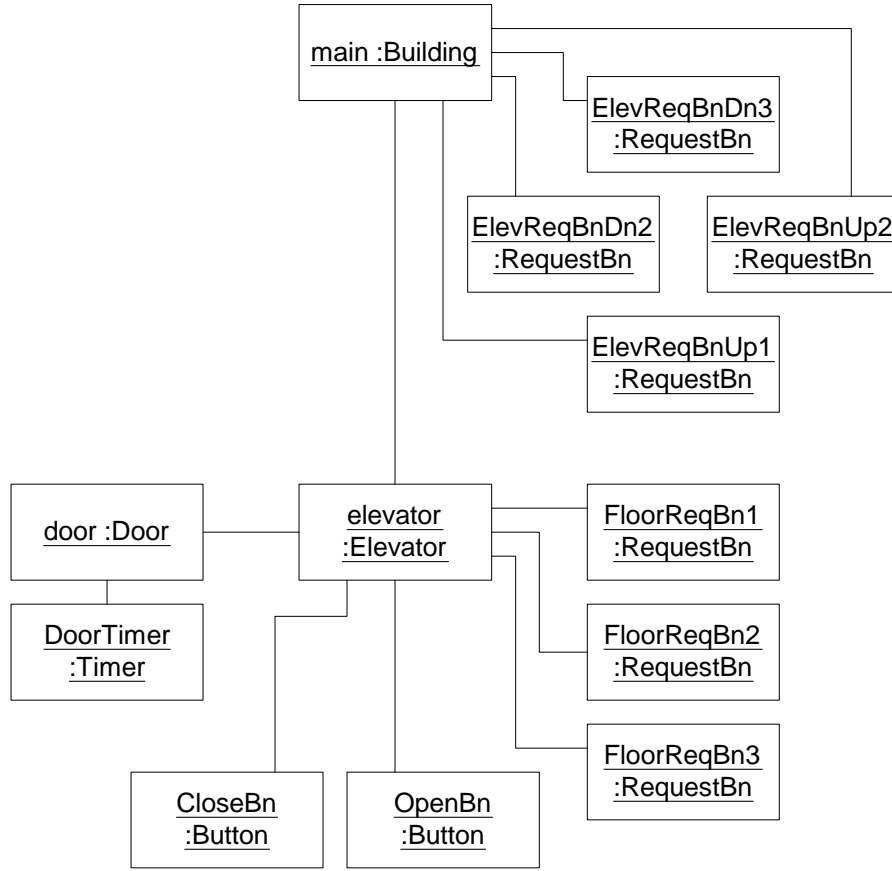 main :Building
ElevReqBnDn3
:RequestBn
ElevReqBnDn2
:RequestBn
ElevReqBnUp2
:RequestBn
ElevReqBnUp1
:RequestBn
door :Door
elevator
:Elevator
FloorReqBn1
:RequestBn
DoorTimer
:Timer
FloorReqBn2
:RequestBn
FloorReqBn3
:RequestBn
CloseBn
:Button
OpenBn
:Button